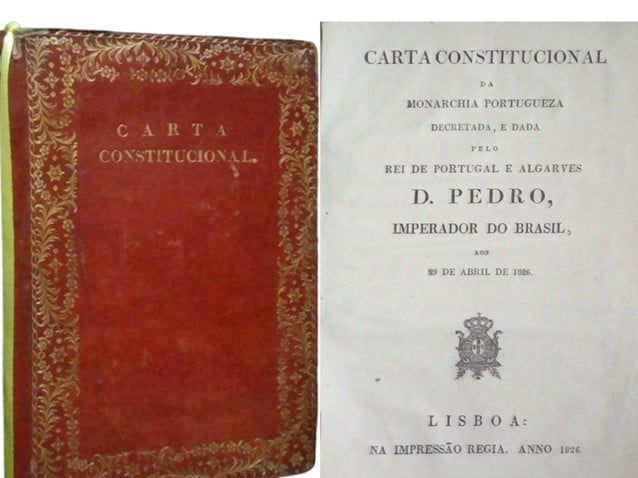 CARTA
CONSTITUCIONAL.
CARTA CONSTITUCIONAL
DA
MONARCHIA PORTUGUEZA
DECRETADA, E DADA
PELO
REI DE PORTUGAL E ALGARVES
D. PEDRO,
IMPERADOR DO BRASIL,
AOS
29 DE ABRIL DE 1826.
LISBOA:
NA IMPRESSÃO REGIA. ANNO 1826.